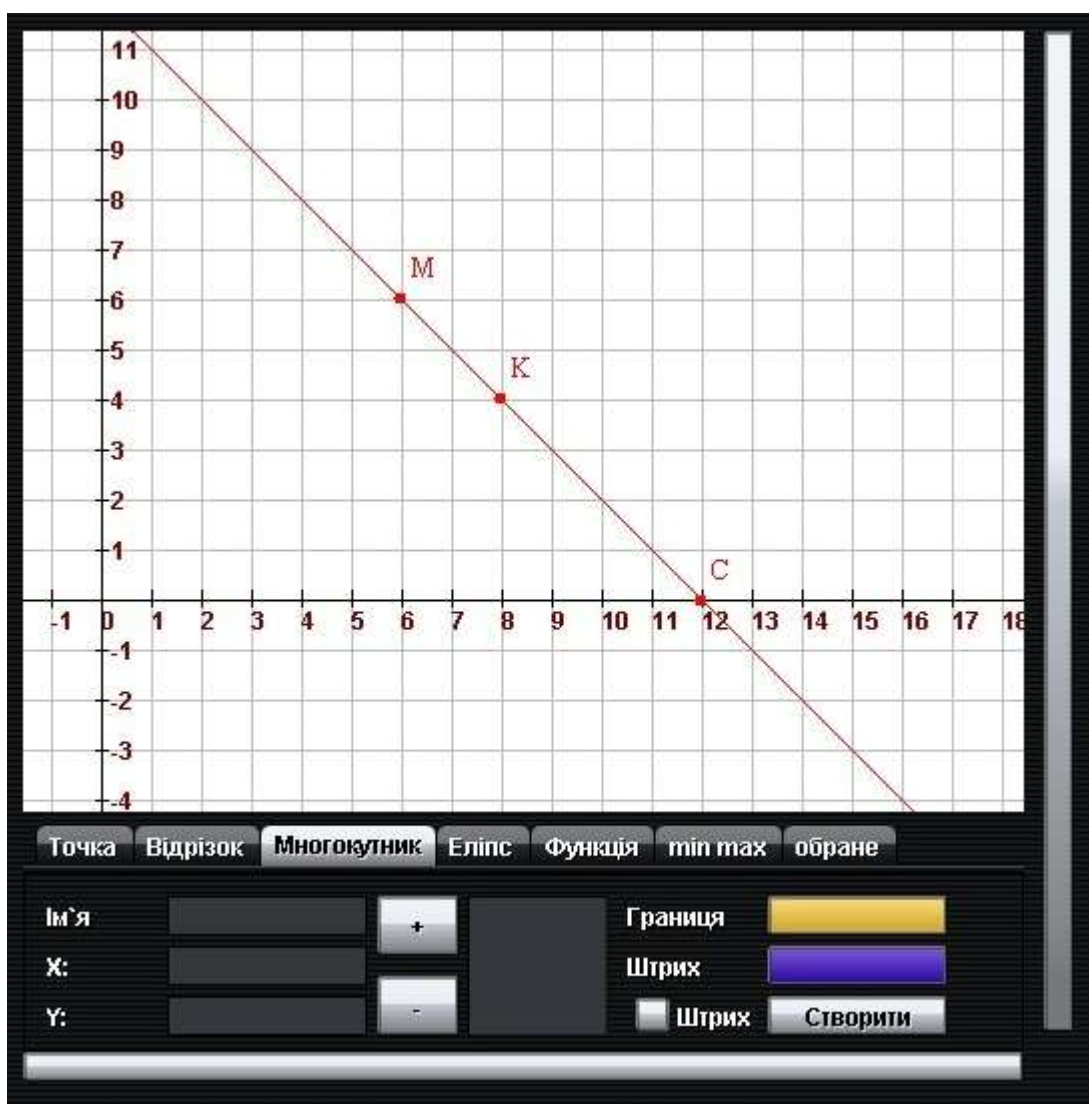 11
10
9
8
7
M
6
5
K
4
3
2
1
C
-1 0 1 2 3 4 5 6 7 8 9 10 11 12 13 14 15 16 17 18
-1
-2
-3
-4
Точка Відрізок Многокутник Еліпс Функція min max обране
Ім`я + Границя
X: Штрих
Y: - Штрих Створити